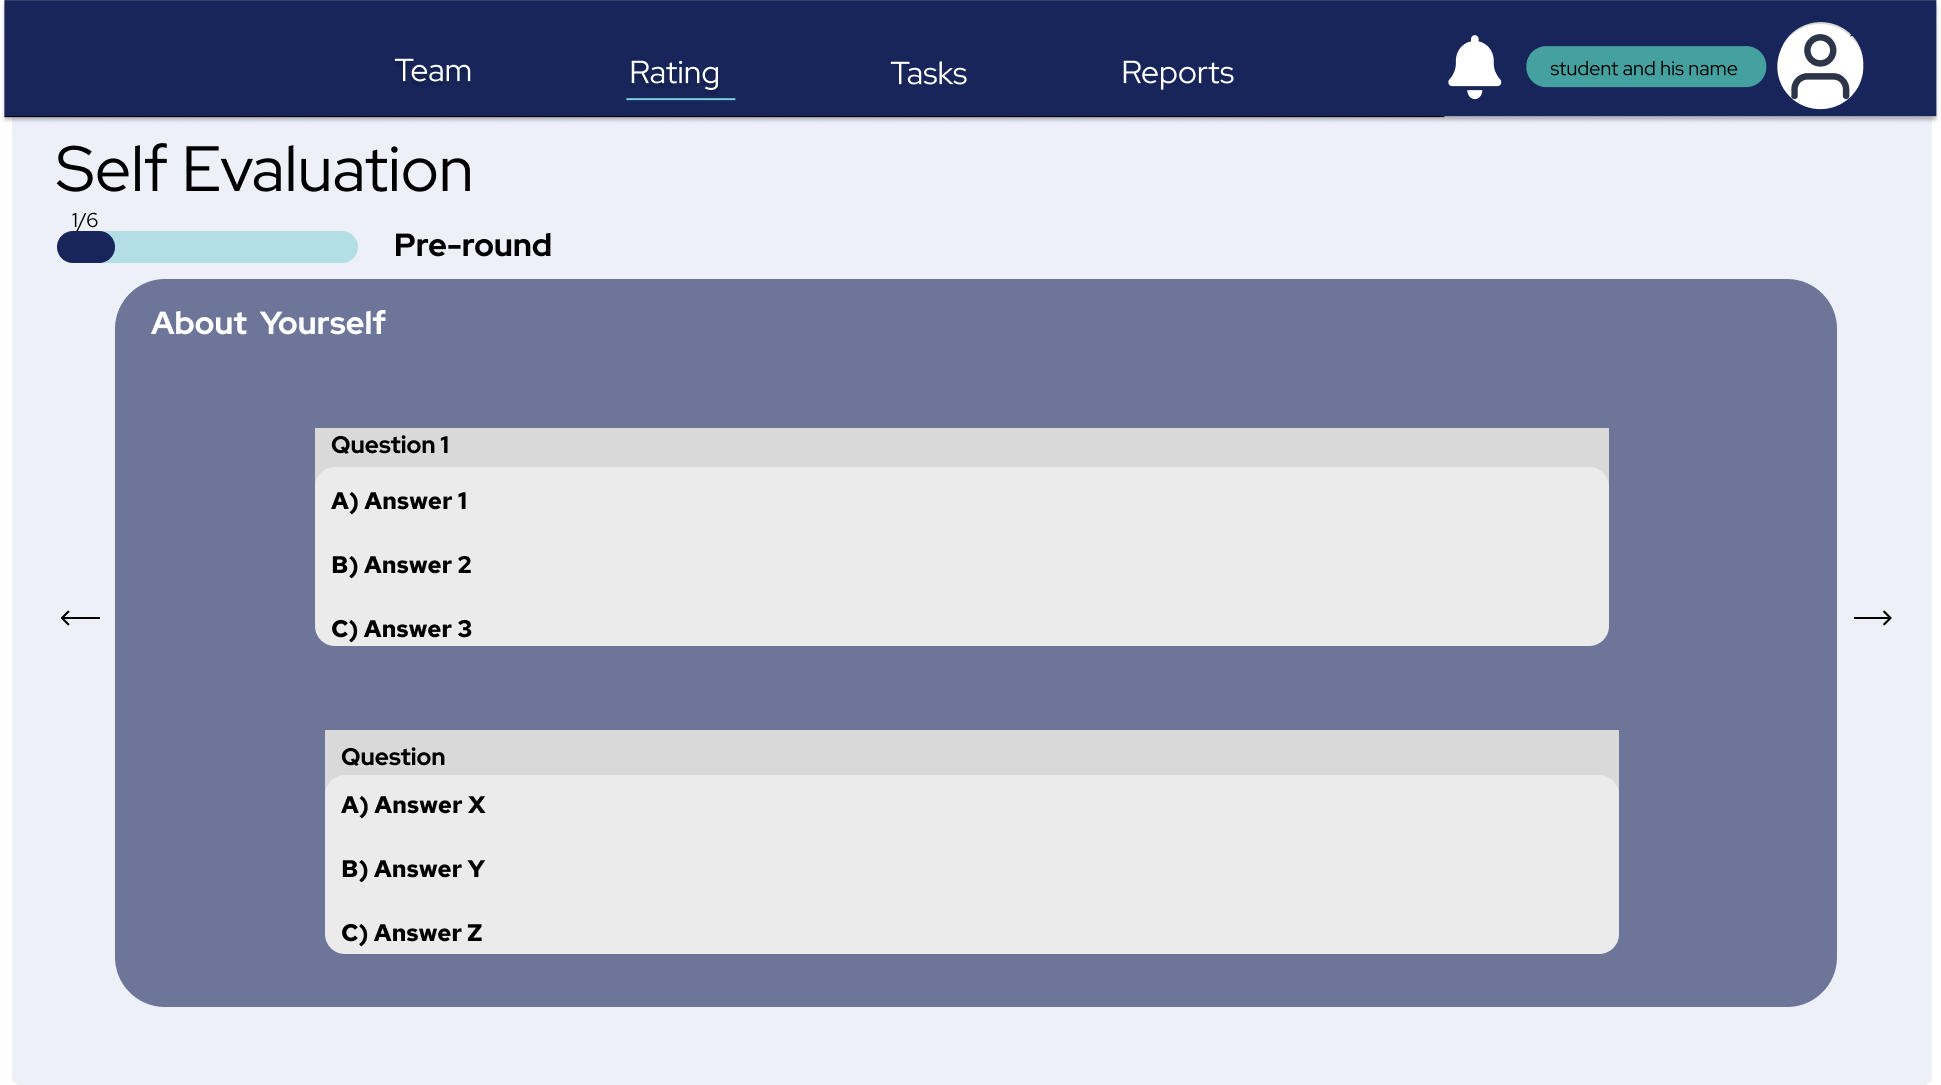 Team Rating Tasks Reports student and his name
Self Evaluation
1/6
Pre-round
About Yourself
Question 1
A) Answer 1
B) Answer 2
C) Answer 3
Question
A) Answer X
B) Answer Y
C) Answer Z